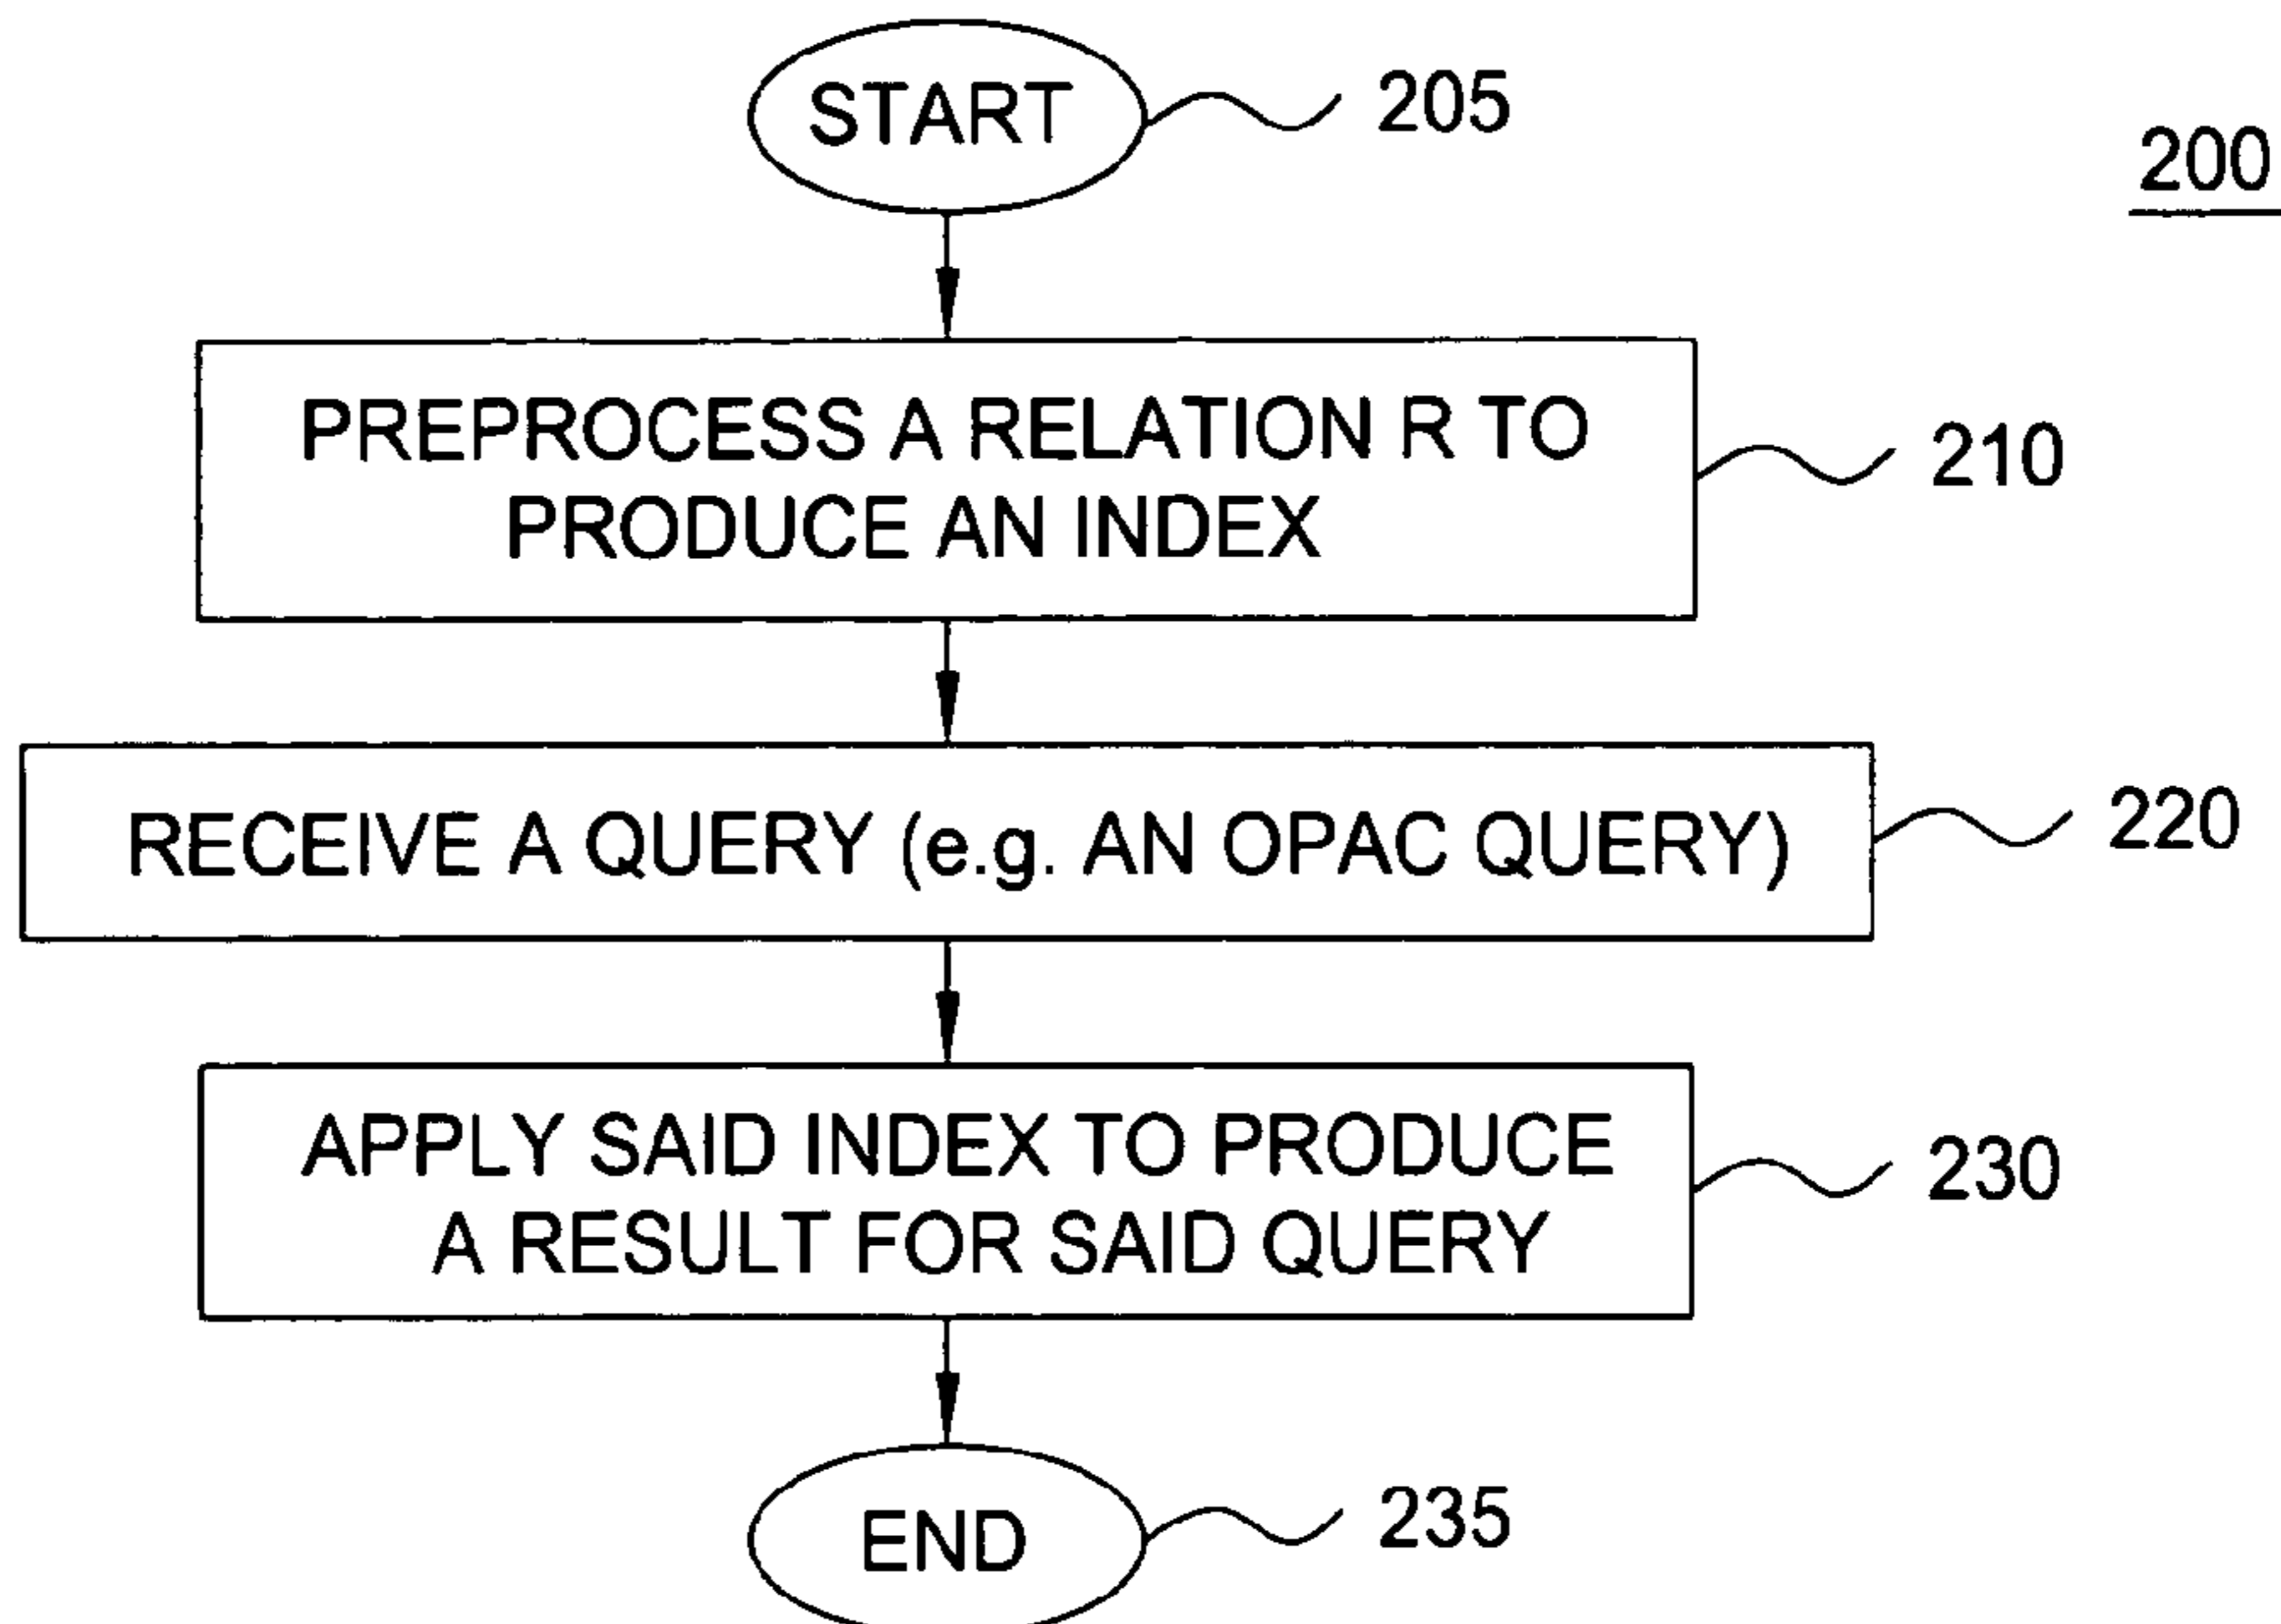 START
205
200
PREPROCESS A RELATION R TO
PRODUCE AN INDEX
210
RECEIVE A QUERY (e.g. AN OPAC QUERY)
220
APPLY SAID INDEX TO PRODUCE
A RESULT FOR SAID QUERY
230
END
235